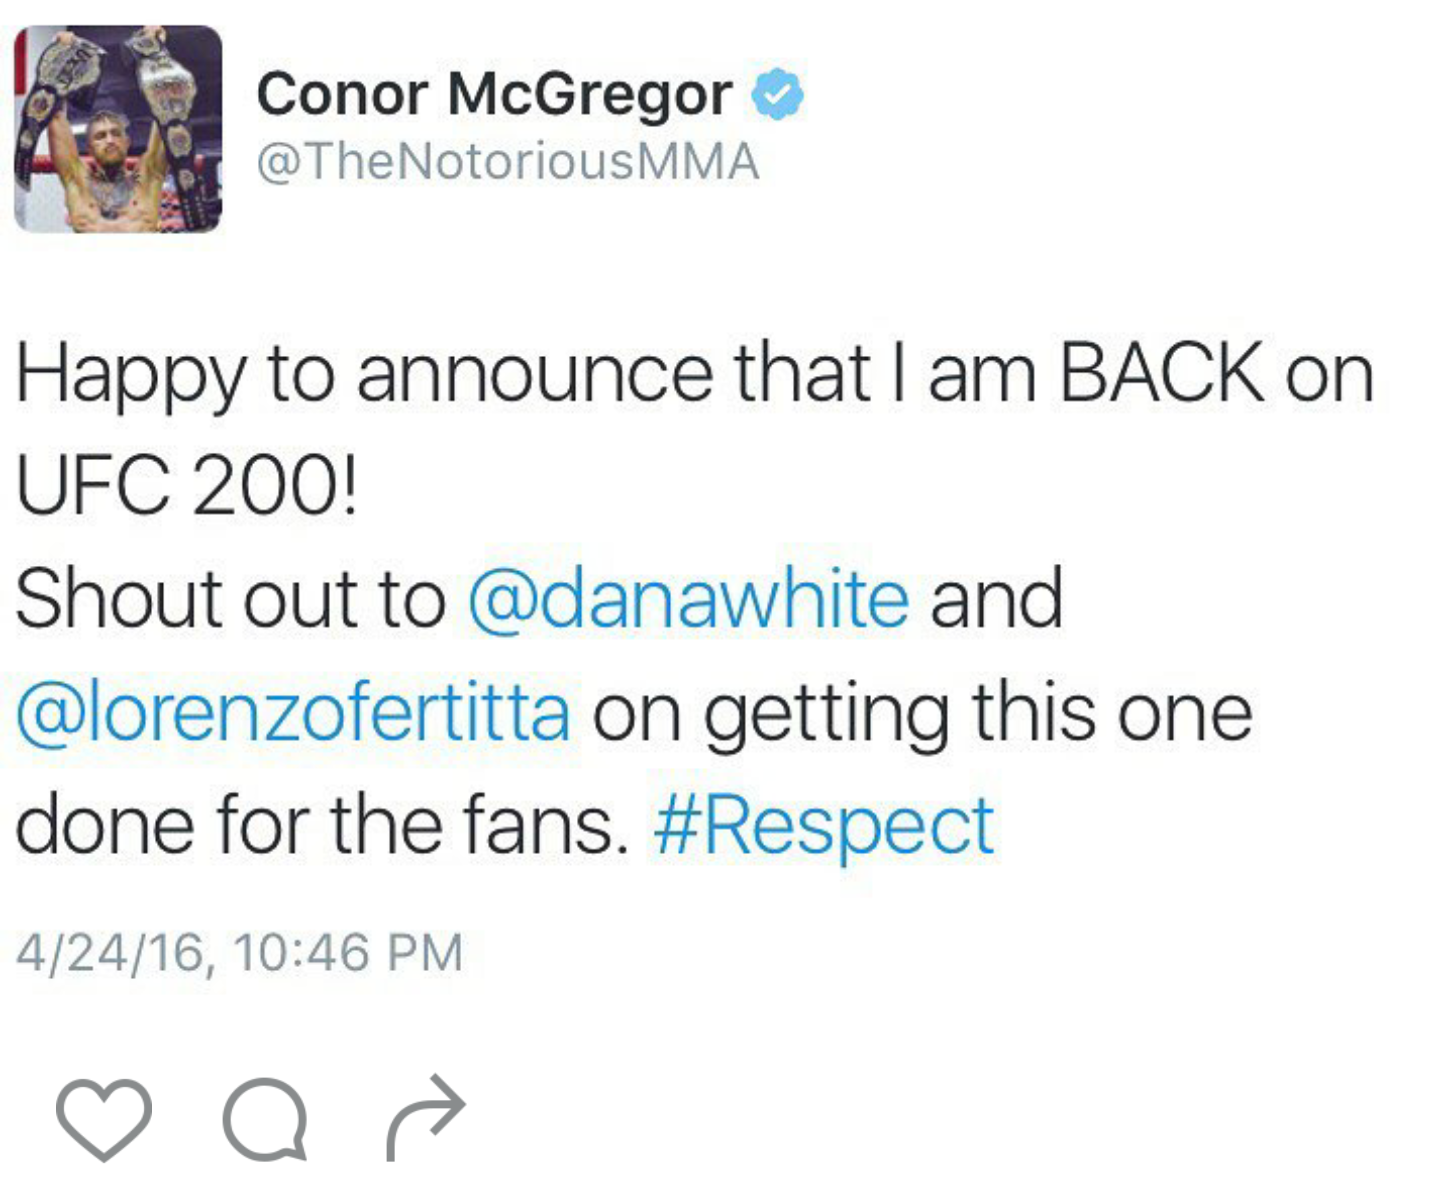 Conor McGregor
@TheNotoriousMMA
Happy to announce that I am BACK on
UFC 200!
Shout out to @danawhite and
@lorenzofertitta on getting this one
done for the fans. #Respect
4/24/16, 10:46 PM